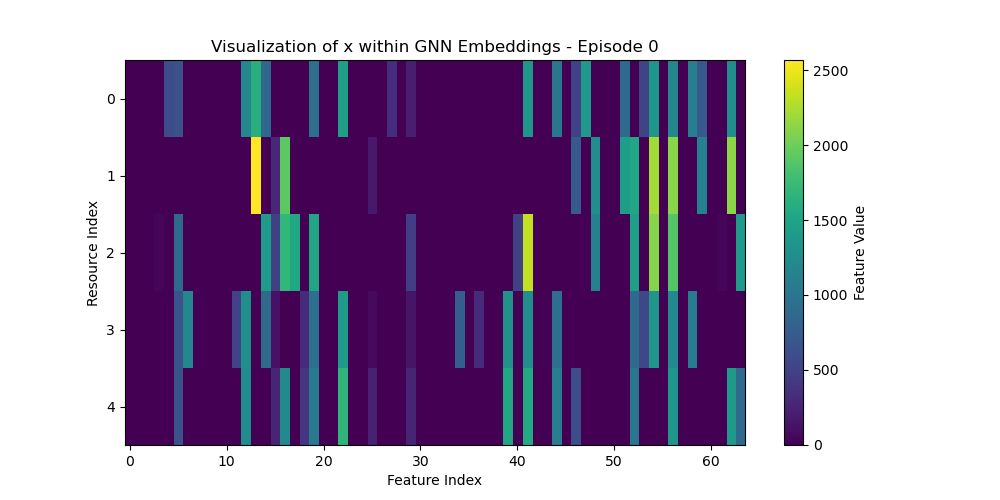 Visualization of x within GNN Embeddings - Episode 0
Resource Index
0
1
2
3
4
0 10 20 30 40 50 60
Feature Index
2500
2000
1500
1000
500
0
Feature Value